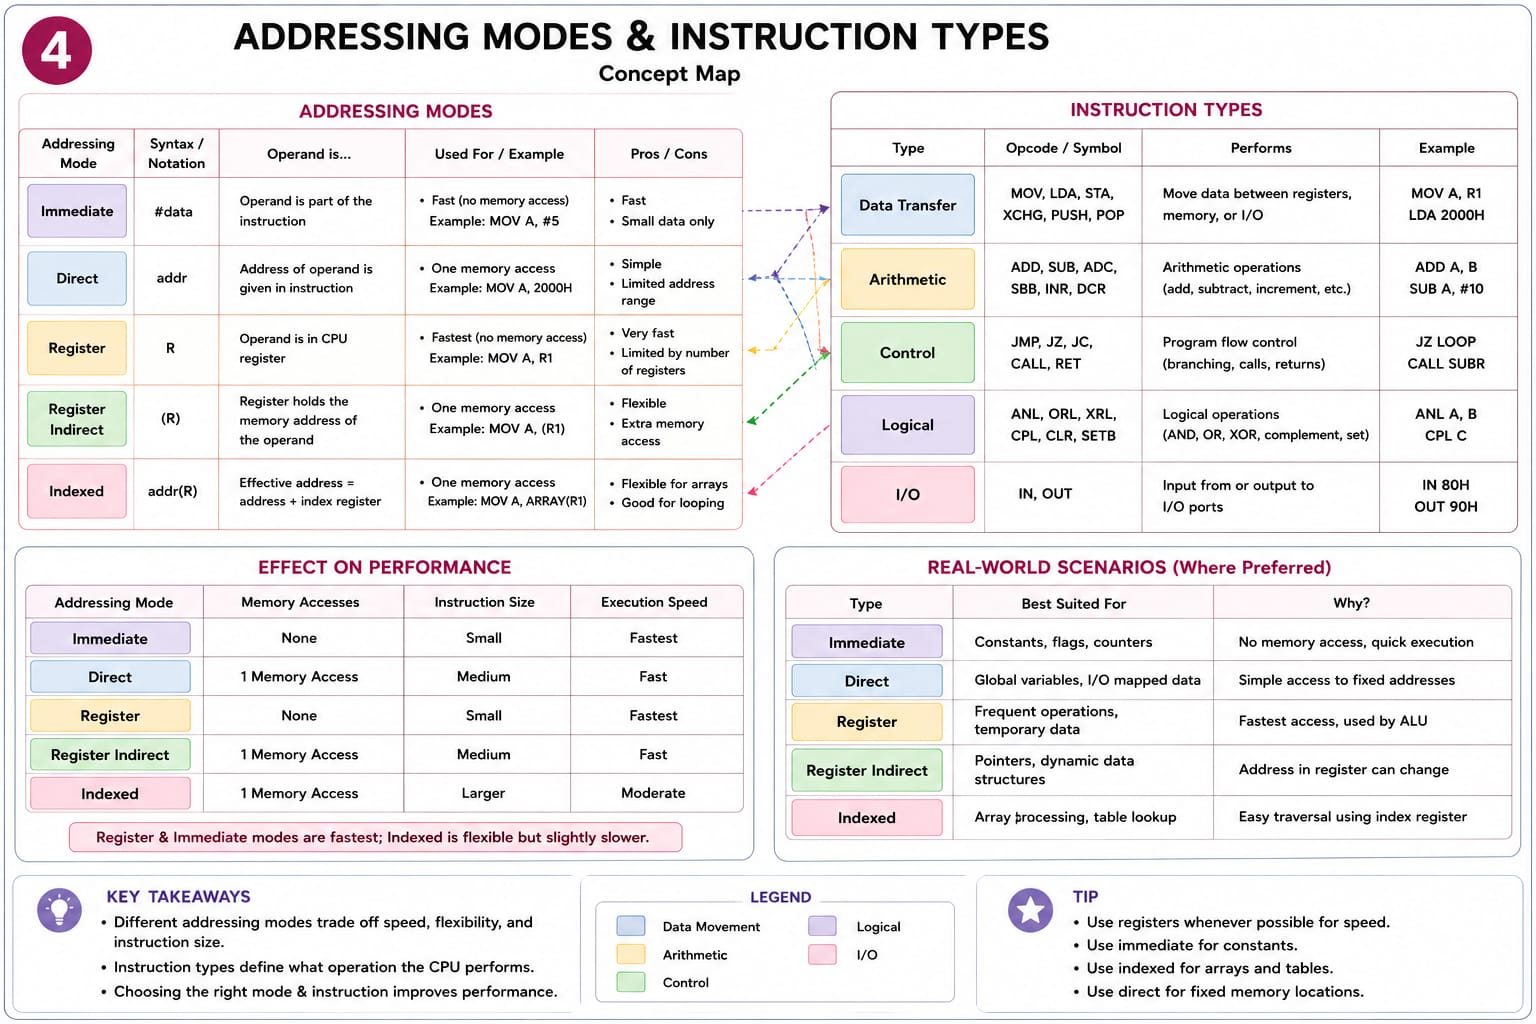 4
ADDRESSING MODES & INSTRUCTION TYPES
Concept Map
ADDRESSING MODES
Addressing
Mode
Syntax /
Notation
Operand is...
Used For / Example
Pros / Cons
Immediate
#data
Operand is part of the
instruction
• Fast (no memory access)
Example: MOV A, #5
• Fast
• Small data only
Direct
addr
Address of operand is
given in instruction
• One memory access
Example: MOV A, 2000H
• Simple
• Limited address
range
Register
R
Operand is in CPU
register
• Fastest (no memory access)
Example: MOV A, R1
• Very fast
• Limited by number
of registers
Register
Indirect
(R)
Register holds the
memory address of
the operand
• One memory access
Example: MOV A, (R1)
• Flexible
• Extra memory
access
Indexed
addr(R)
Effective address =
address + index register
• One memory access
Example: MOV A, ARRAY(R1)
• Flexible for arrays
• Good for looping
INSTRUCTION TYPES
Type
Opcode / Symbol
Performs
Example
Data Transfer
MOV, LDA, STA,
XCHG, PUSH, POP
Move data between registers,
memory, or I/O
MOV A, R1
LDA 2000H
Arithmetic
ADD, SUB, ADC,
SBB, INR, DCR
Arithmetic operations
(add, subtract, increment, etc.)
ADD A, B
SUB A, #10
Control
JMP, JZ, JC,
CALL, RET
Program flow control
(branching, calls, returns)
JZ LOOP
CALL SUBR
Logical
ANL, ORL, XRL,
CPL, CLR, SETB
Logical operations
(AND, OR, XOR, complement, set)
ANL A, B
CPL C
I/O
IN, OUT
Input from or output to
I/O ports
IN 80H
OUT 90H
EFFECT ON PERFORMANCE
Addressing Mode
Memory Accesses
Instruction Size
Execution Speed
Immediate
None
Small
Fastest
Direct
1 Memory Access
Medium
Fast
Register
None
Small
Fastest
Register Indirect
1 Memory Access
Medium
Fast
Indexed
1 Memory Access
Larger
Moderate
Register & Immediate modes are fastest; Indexed is flexible but slightly slower.
REAL-WORLD SCENARIOS (Where Preferred)
Type
Best Suited For
Why?
Immediate
Constants, flags, counters
No memory access, quick execution
Direct
Global variables, I/O mapped data
Simple access to fixed addresses
Register
Frequent operations,
temporary data
Fastest access, used by ALU
Register Indirect
Pointers, dynamic data
structures
Address in register can change
Indexed
Array processing, table lookup
Easy traversal using index register
KEY TAKEAWAYS
• Different addressing modes trade off speed, flexibility, and
instruction size.
• Instruction types define what operation the CPU performs.
• Choosing the right mode & instruction improves performance.
LEGEND
Data Movement
Logical
Arithmetic
I/O
Control
TIP
• Use registers whenever possible for speed.
• Use immediate for constants.
• Use indexed for arrays and tables.
• Use direct for fixed memory locations.